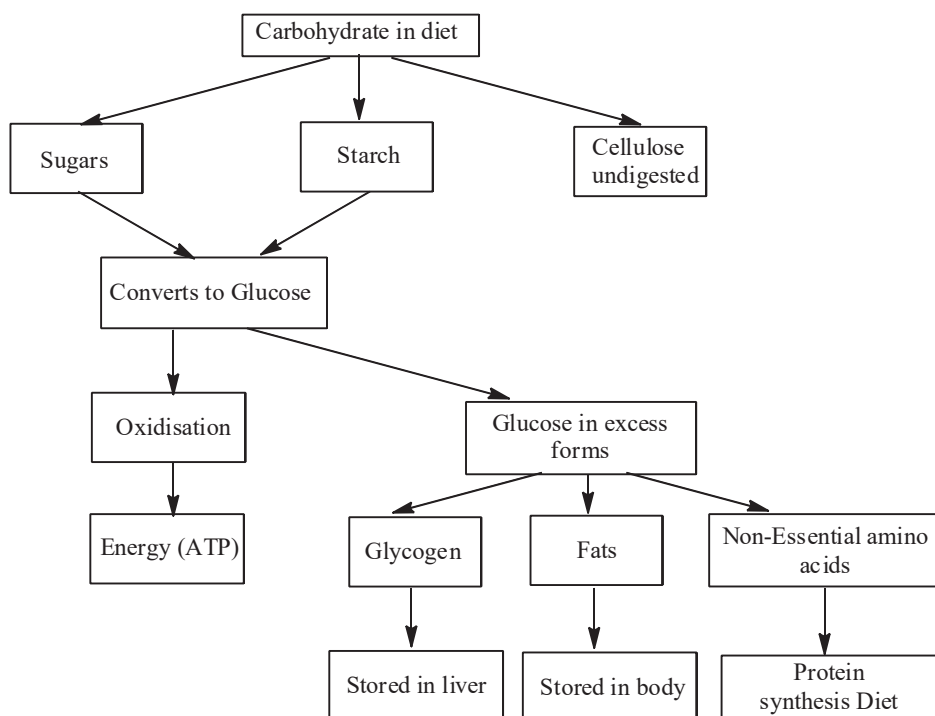 Carbohydrate in diet
Sugars
Starch
Cellulose
undigested
Converts to Glucose
Oxidisation
Glucose in excess
forms
Energy (ATP)
Glycogen
Fats
Non-Essential amino
acids
Stored in liver
Stored in body
Protein
synthesis Diet